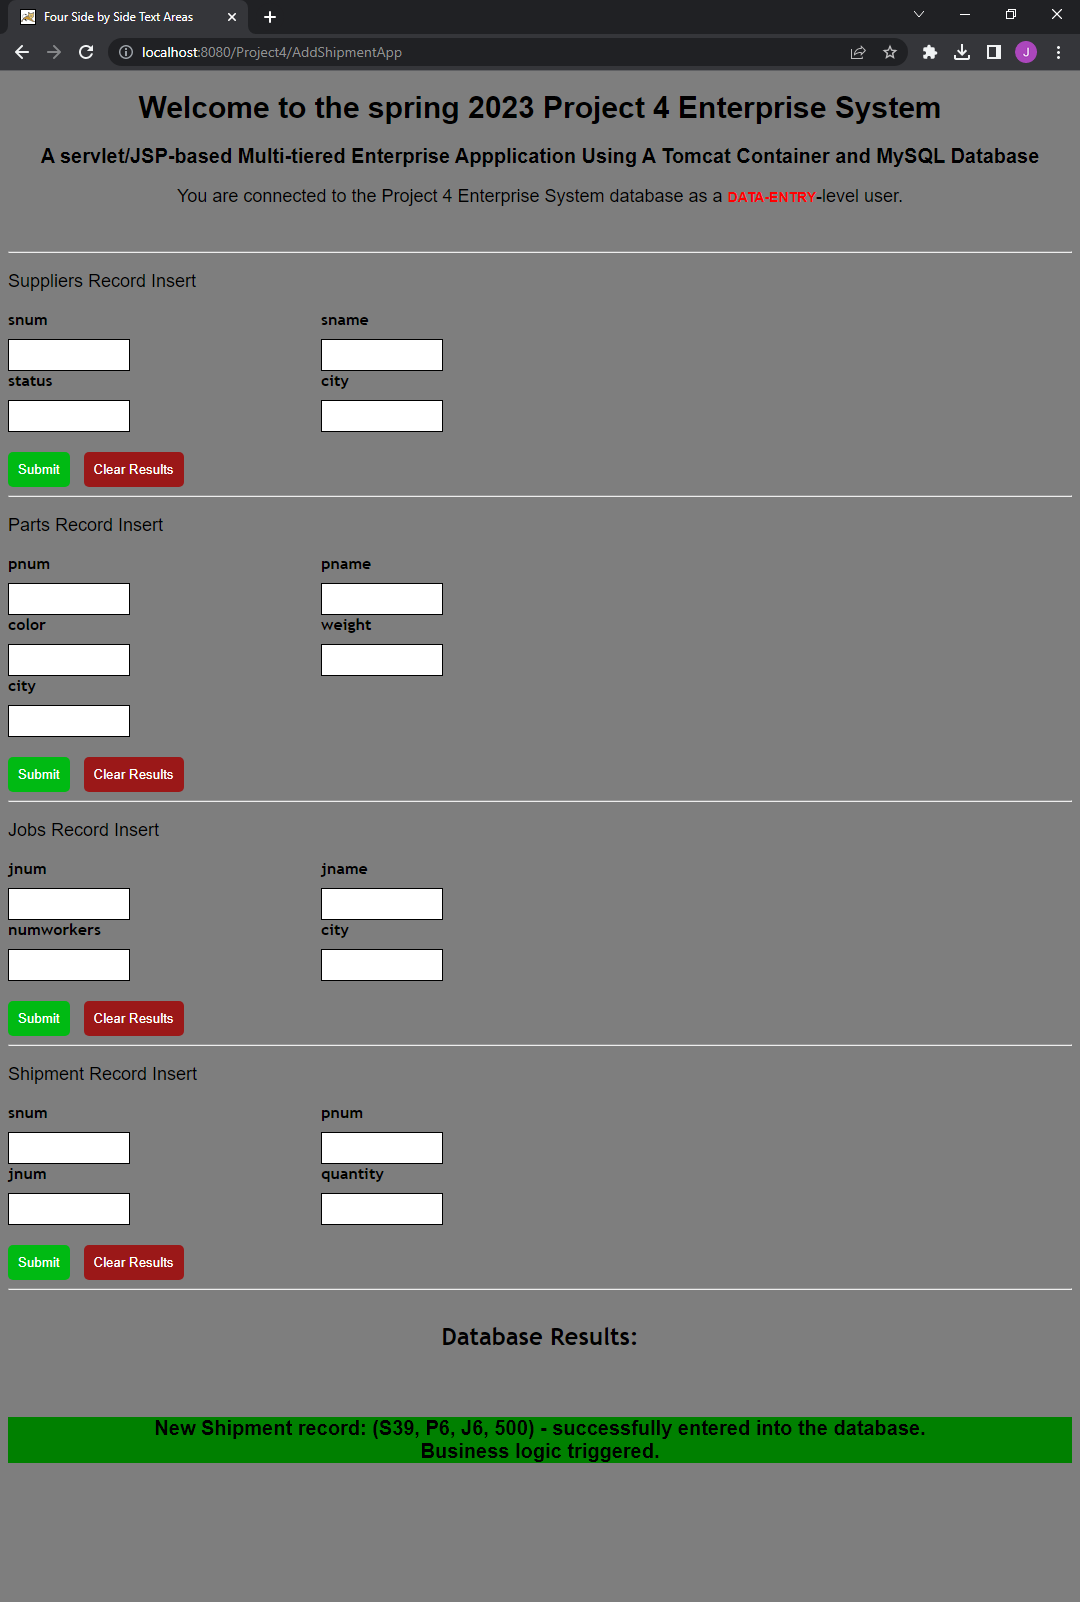 Four Side by Side Text Areas
localhost:8080/Project4/AddShipmentApp
J
Welcome to the spring 2023 Project 4 Enterprise System
A servlet/JSP-based Multi-tiered Enterprise Appplication Using A Tomcat Container and MySQL Database
You are connected to the Project 4 Enterprise System database as a DATA-ENTRY-level user.
Suppliers Record Insert
snum sname
status city
Submit Clear Results
Parts Record Insert
pnum pname
color weight
city
Submit Clear Results
Jobs Record Insert
jnum jname
numworkers city
Submit Clear Results
Shipment Record Insert
snum pnum
jnum quantity
Submit Clear Results
Database Results:
New Shipment record: (S39, P6, J6, 500) - successfully entered into the database.
Business logic triggered.